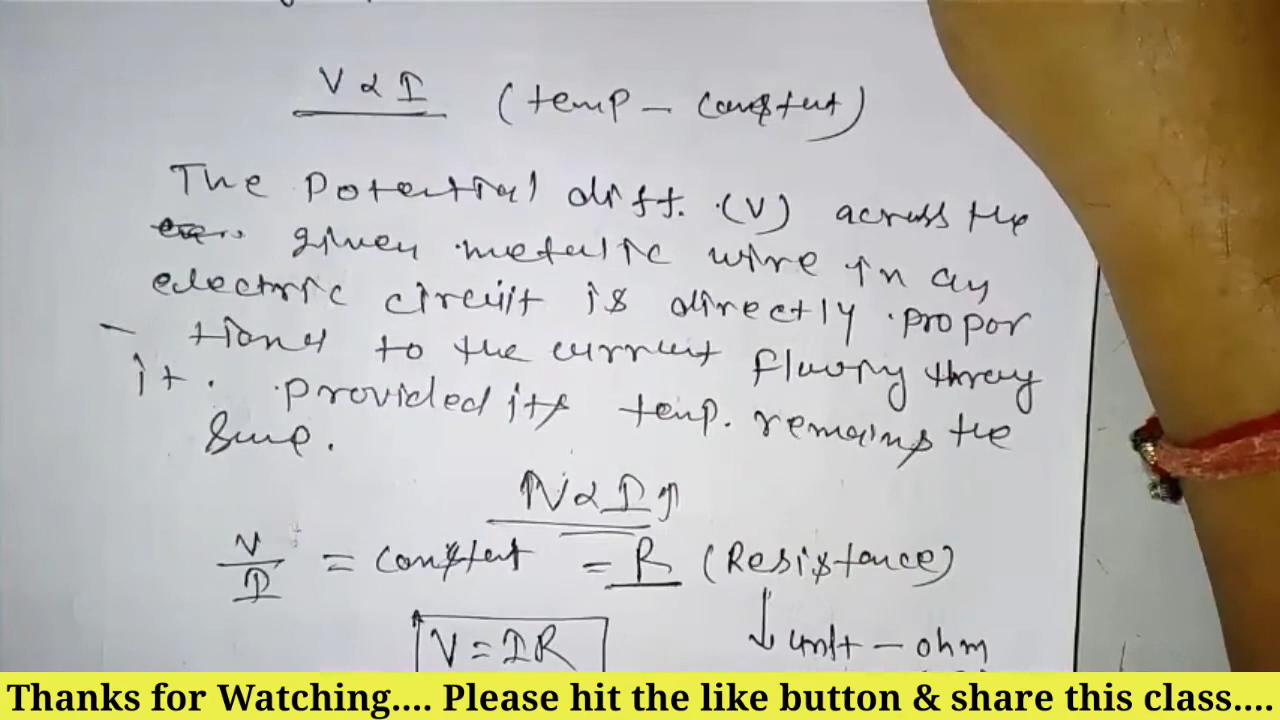 V ∝ I (temp - constant)
The potential diff. (V) across the
given metallic wire in an
electric circuit is directly propor
- tional to the current flowing through
it. provided its temp. remains the
same.
↑V ∝ I↑
V/I = constant = R (Resistance)
V = IR ↓ unit - ohm
Thanks for Watching.... Please hit the like button & share this class....